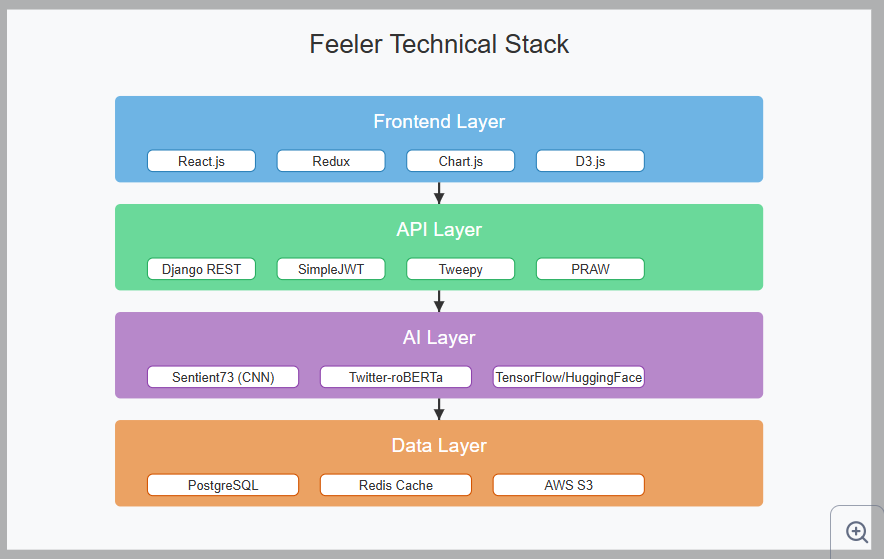 Feeler Technical Stack
Frontend Layer
React.js Redux Chart.js D3.js
API Layer
Django REST SimpleJWT Tweepy PRAW
AI Layer
Sentient73 (CNN) Twitter-roBERTa TensorFlow/HuggingFace
Data Layer
PostgreSQL Redis Cache AWS S3